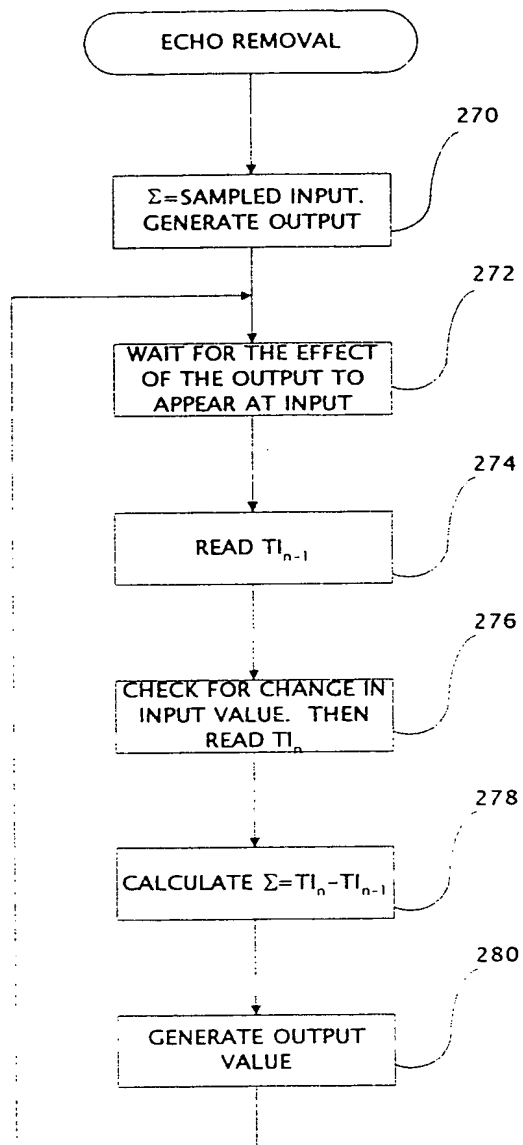 ECHO REMOVAL
270
Σ=SAMPLED INPUT.
GENERATE OUTPUT
272
WAIT FOR THE EFFECT
OF THE OUTPUT TO
APPEAR AT INPUT
274
READ TIₙ₋₁
276
CHECK FOR CHANGE IN
INPUT VALUE. THEN
READ TIₙ
278
CALCULATE Σ=TIₙ-TIₙ₋₁
280
GENERATE OUTPUT
VALUE